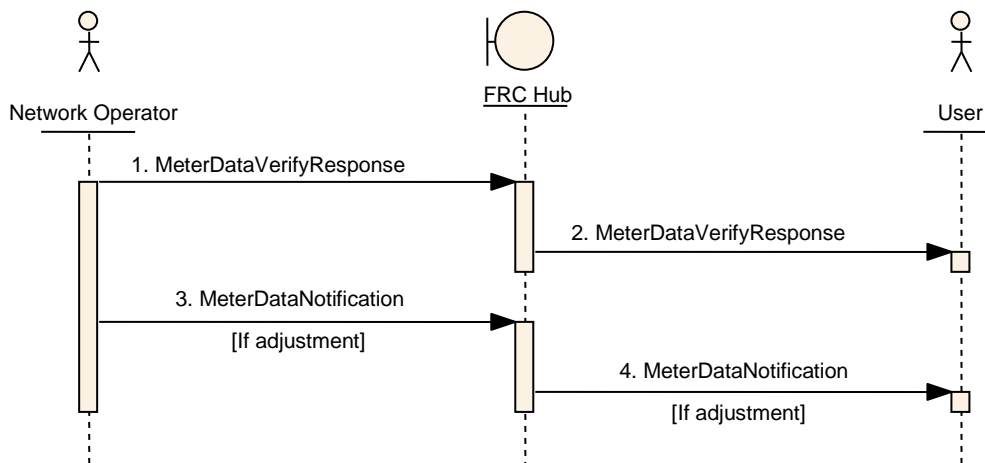 FRC Hub
Network Operator
User
1. MeterDataVerifyResponse
2. MeterDataVerifyResponse
3. MeterDataNotification
[If adjustment]
4. MeterDataNotification
[If adjustment]